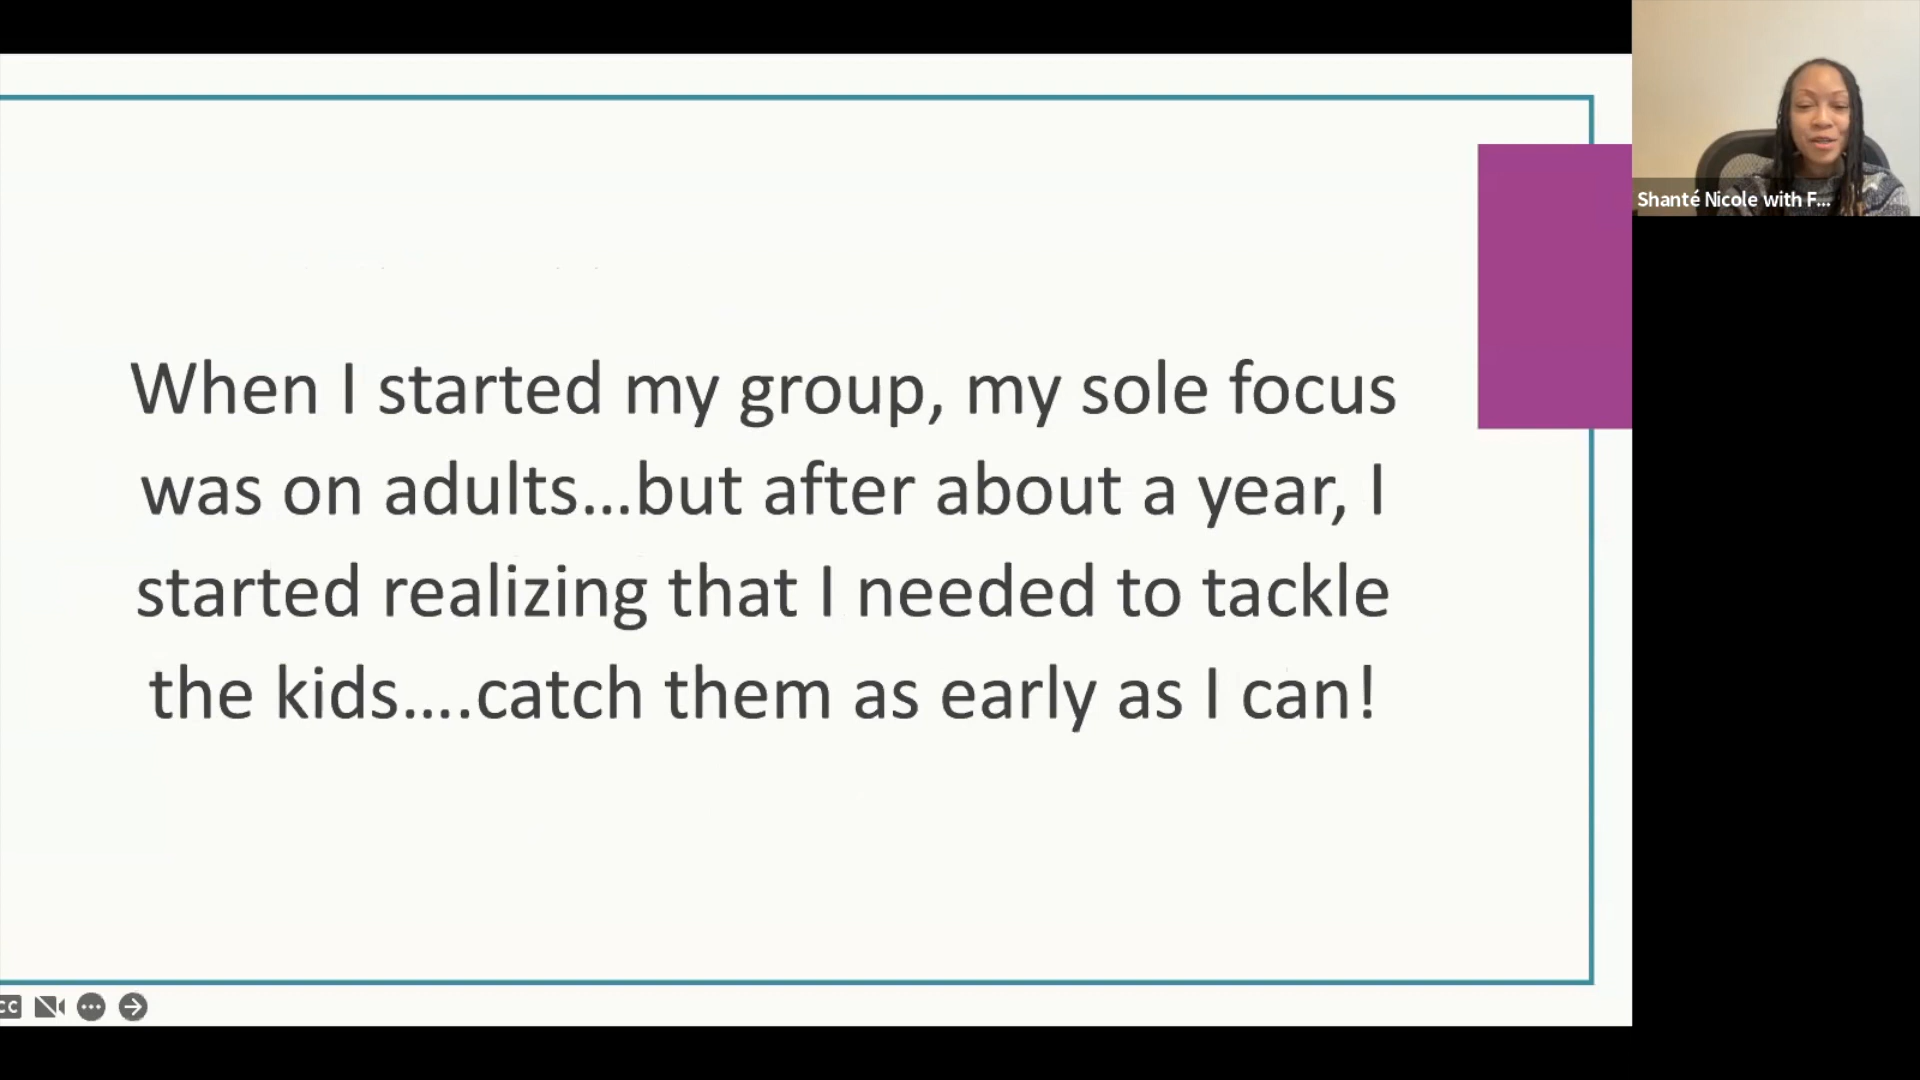 When I started my group, my sole focus
was on adults...but after about a year, I
started realizing that I needed to tackle
the kids....catch them as early as I can!
Shanté Nicole with F...
CC